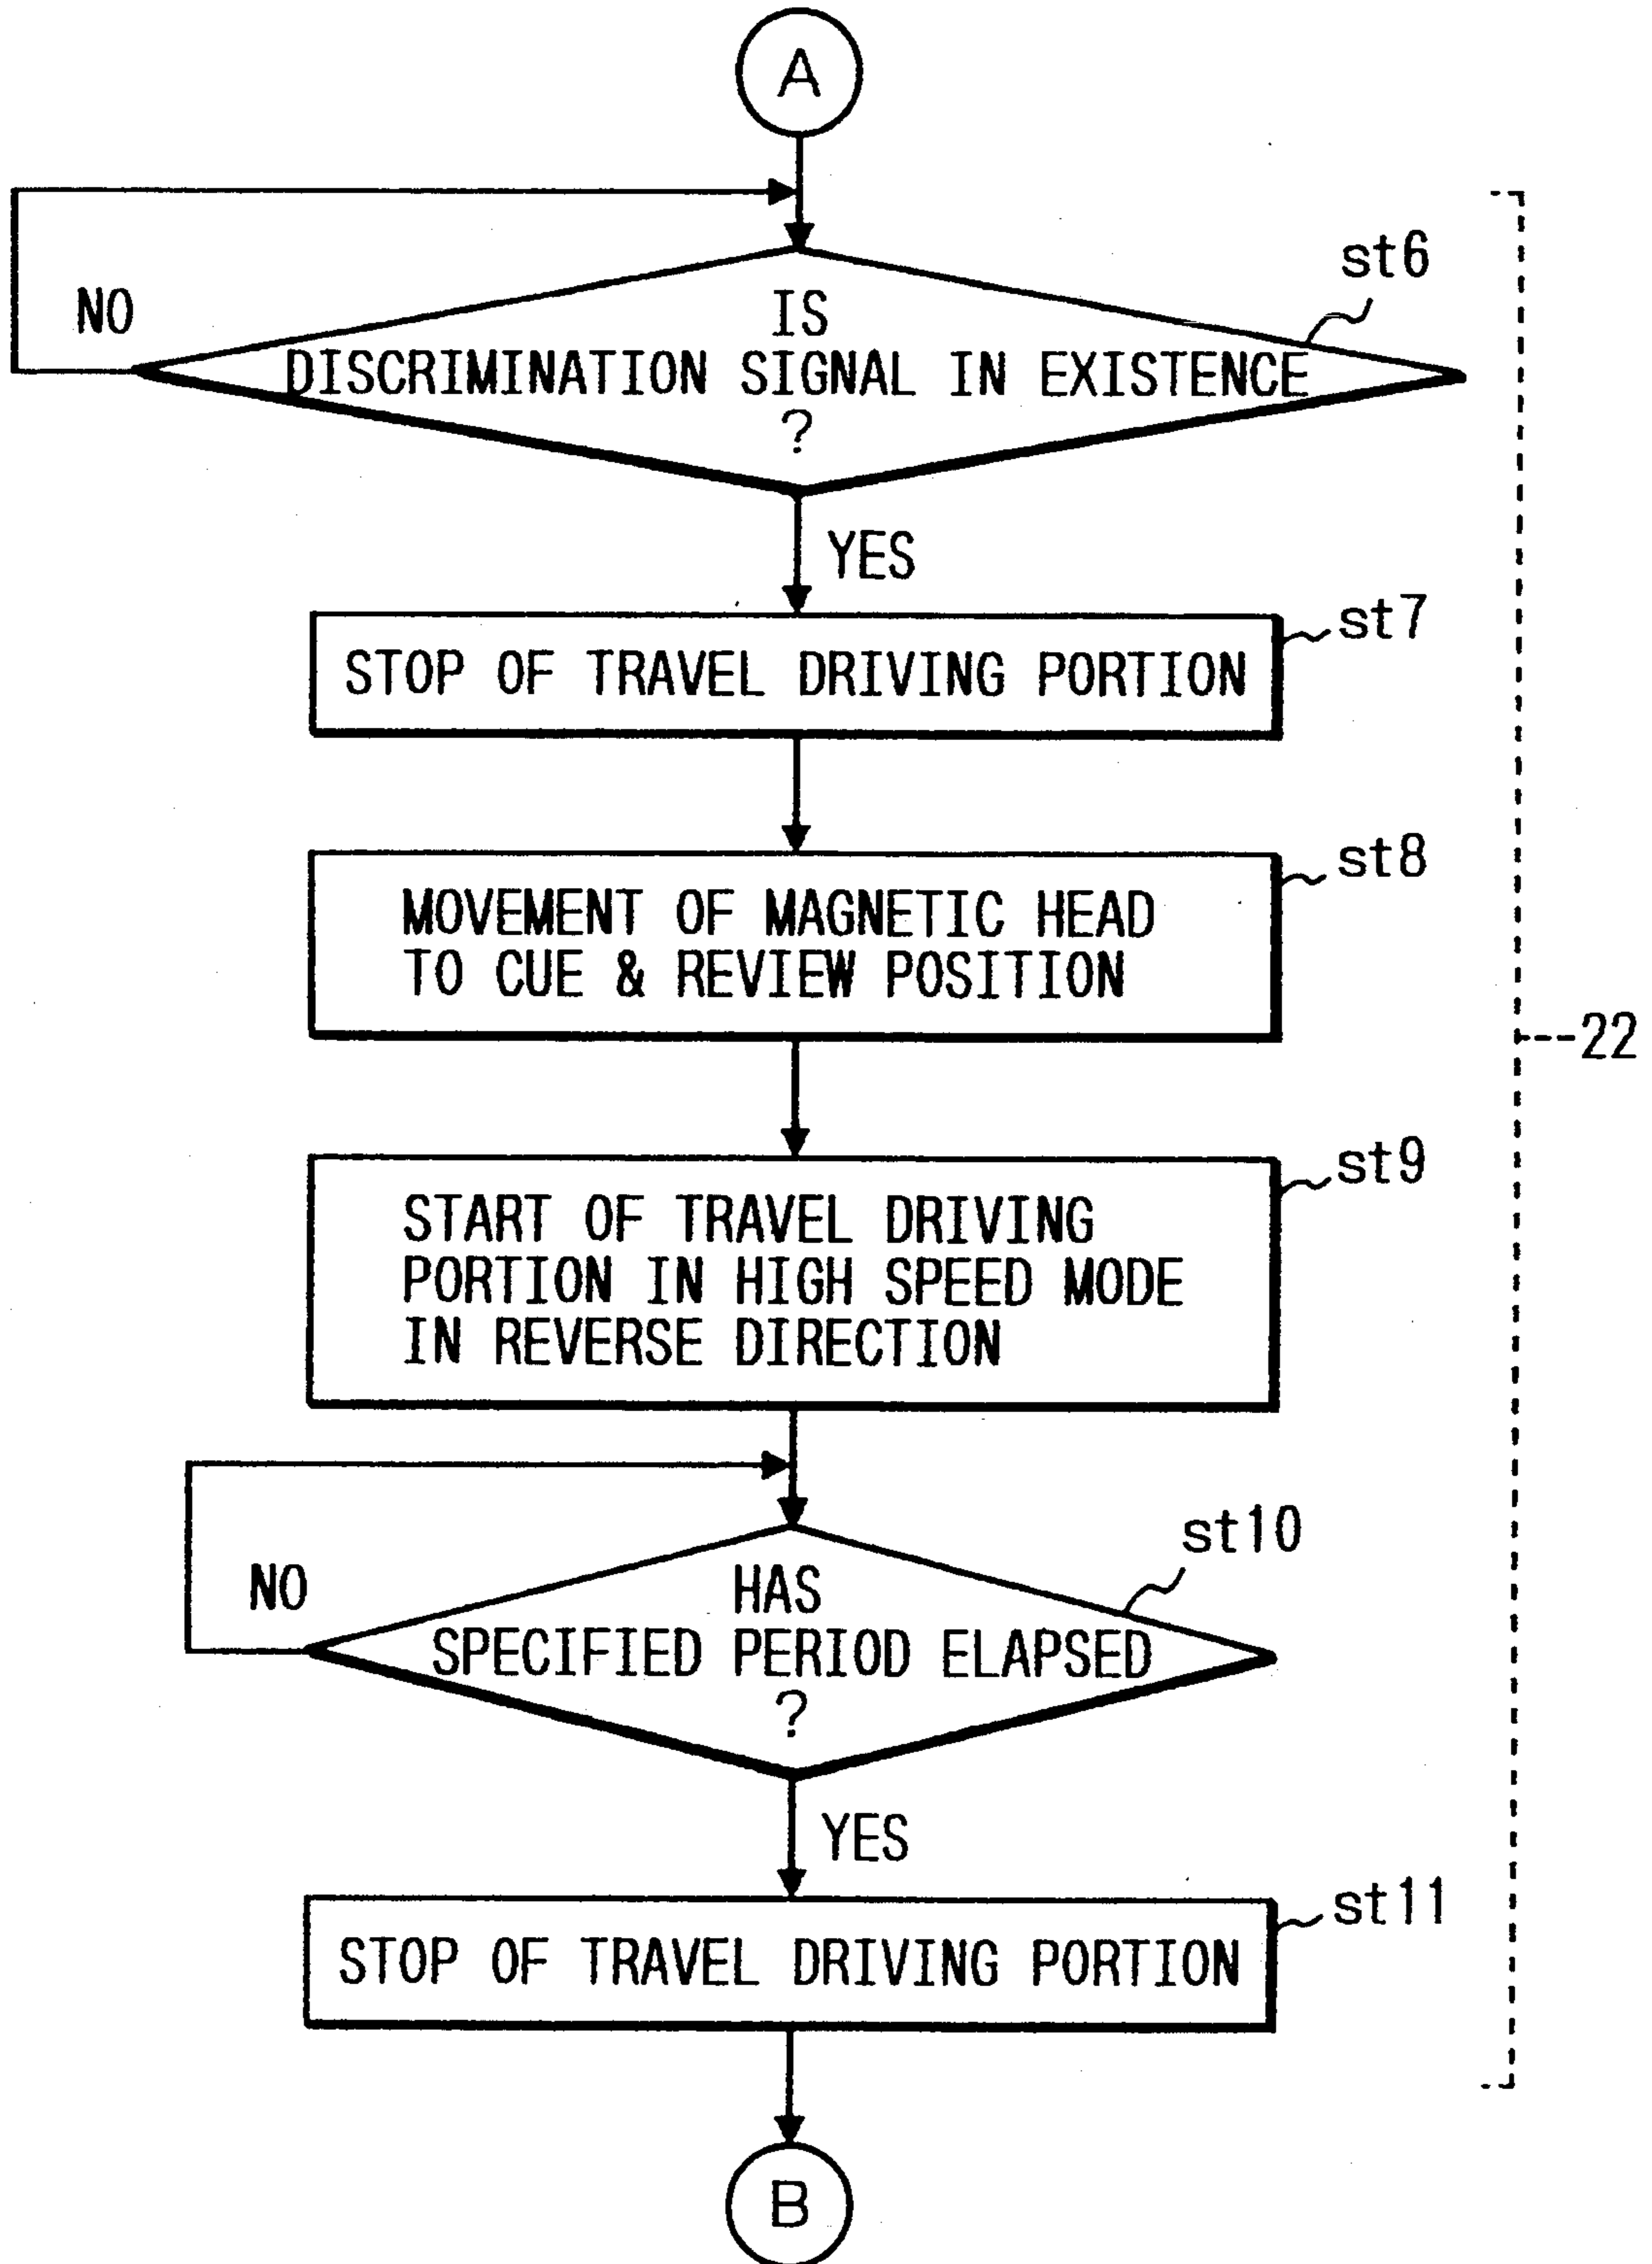 A
st6
NO
IS
DISCRIMINATION SIGNAL IN EXISTENCE
?
YES
st7
STOP OF TRAVEL DRIVING PORTION
st8
MOVEMENT OF MAGNETIC HEAD
TO CUE & REVIEW POSITION
22
st9
START OF TRAVEL DRIVING
PORTION IN HIGH SPEED MODE
IN REVERSE DIRECTION
st10
NO
HAS
SPECIFIED PERIOD ELAPSED
?
YES
st11
STOP OF TRAVEL DRIVING PORTION
B